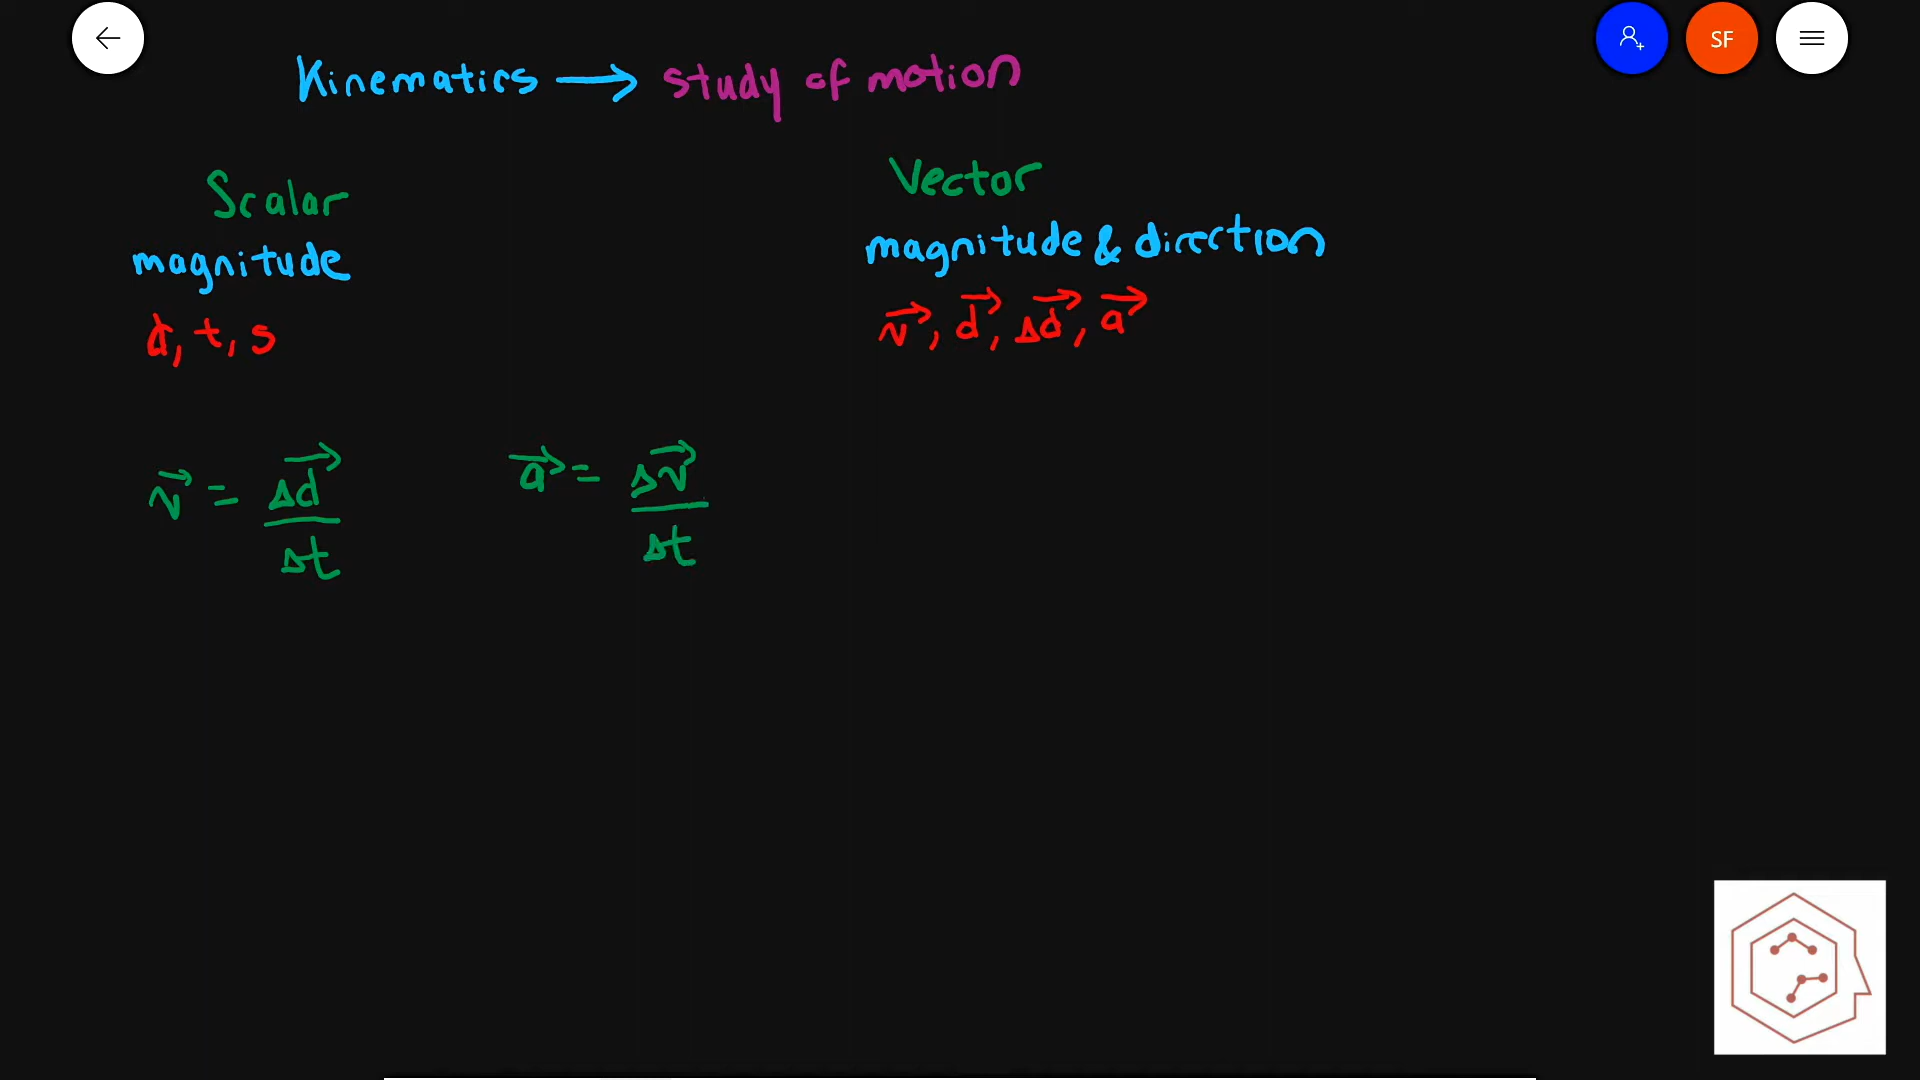 SF
Kinematics → study of motion
Scalar
magnitude
d, t, s
Vector
magnitude & direction
v⃗, d⃗, Δd⃗, a⃗
v⃗ = Δd⃗ / Δt
a⃗ = Δv⃗ / Δt